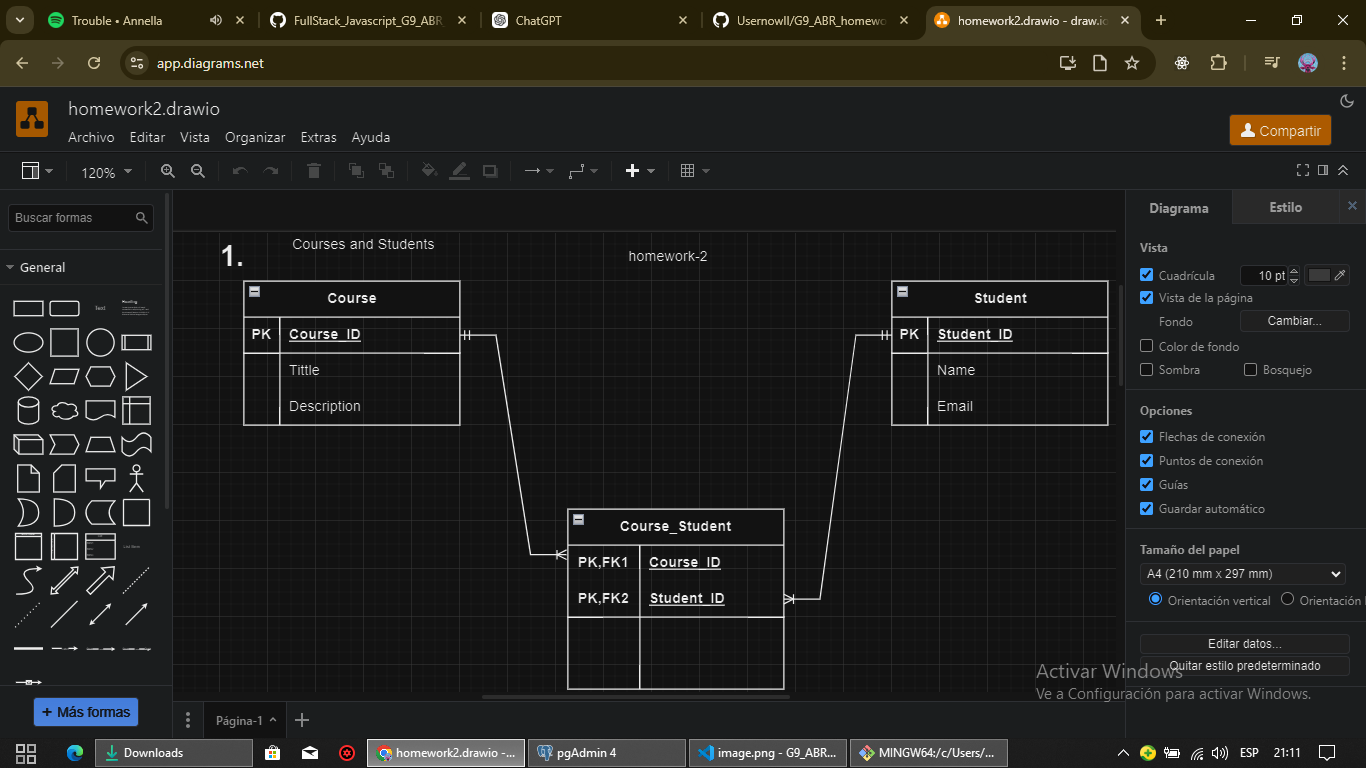 Trouble • Annella
FullStack_Javascript_G9_ABR
ChatGPT
Usernowll/G9_ABR_homewo
homework2.drawio - draw.io
app.diagrams.net
homework2.drawio
Archivo Editar Vista Organizar Extras Ayuda
Compartir
120%
Buscar formas
General
Text
Heading
List Item
+ Más formas
1.
Courses and Students
homework-2
Course
PK Course_ID
Tittle
Description
Student
PK Student_ID
Name
Email
Course_Student
PK,FK1 Course_ID
PK,FK2 Student_ID
Diagrama Estilo
Vista
Cuadrícula 10 pt
Vista de la página
Fondo Cambiar...
Color de fondo
Sombra Bosquejo
Opciones
Flechas de conexión
Puntos de conexión
Guías
Guardar automático
Tamaño del papel
A4 (210 mm x 297 mm)
Orientación vertical Orientación
Editar datos...
Quitar estilo predeterminado
Activar Windows
Ve a Configuración para activar Windows.
Página-1
Downloads
homework2.drawio -...
pgAdmin 4
image.png - G9_ABR...
MINGW64:/c/Users/...
ESP 21:11